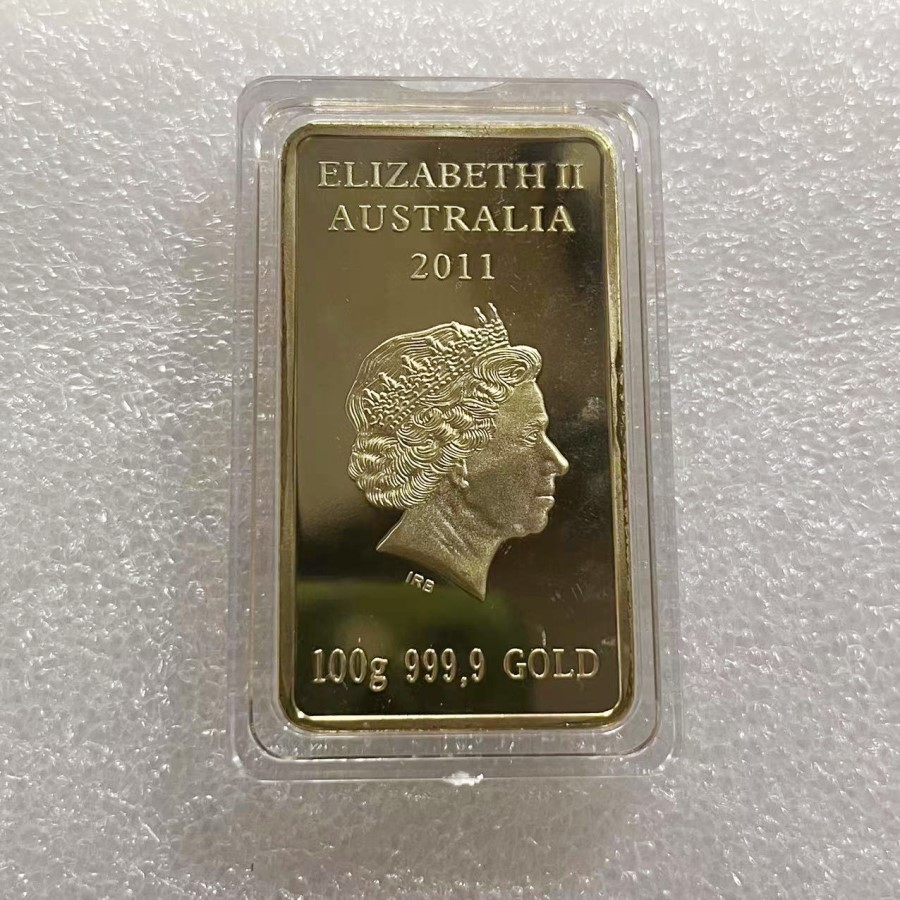 ELIZABETH II
AUSTRALIA
2011
IRB
100g 999,9 GOLD